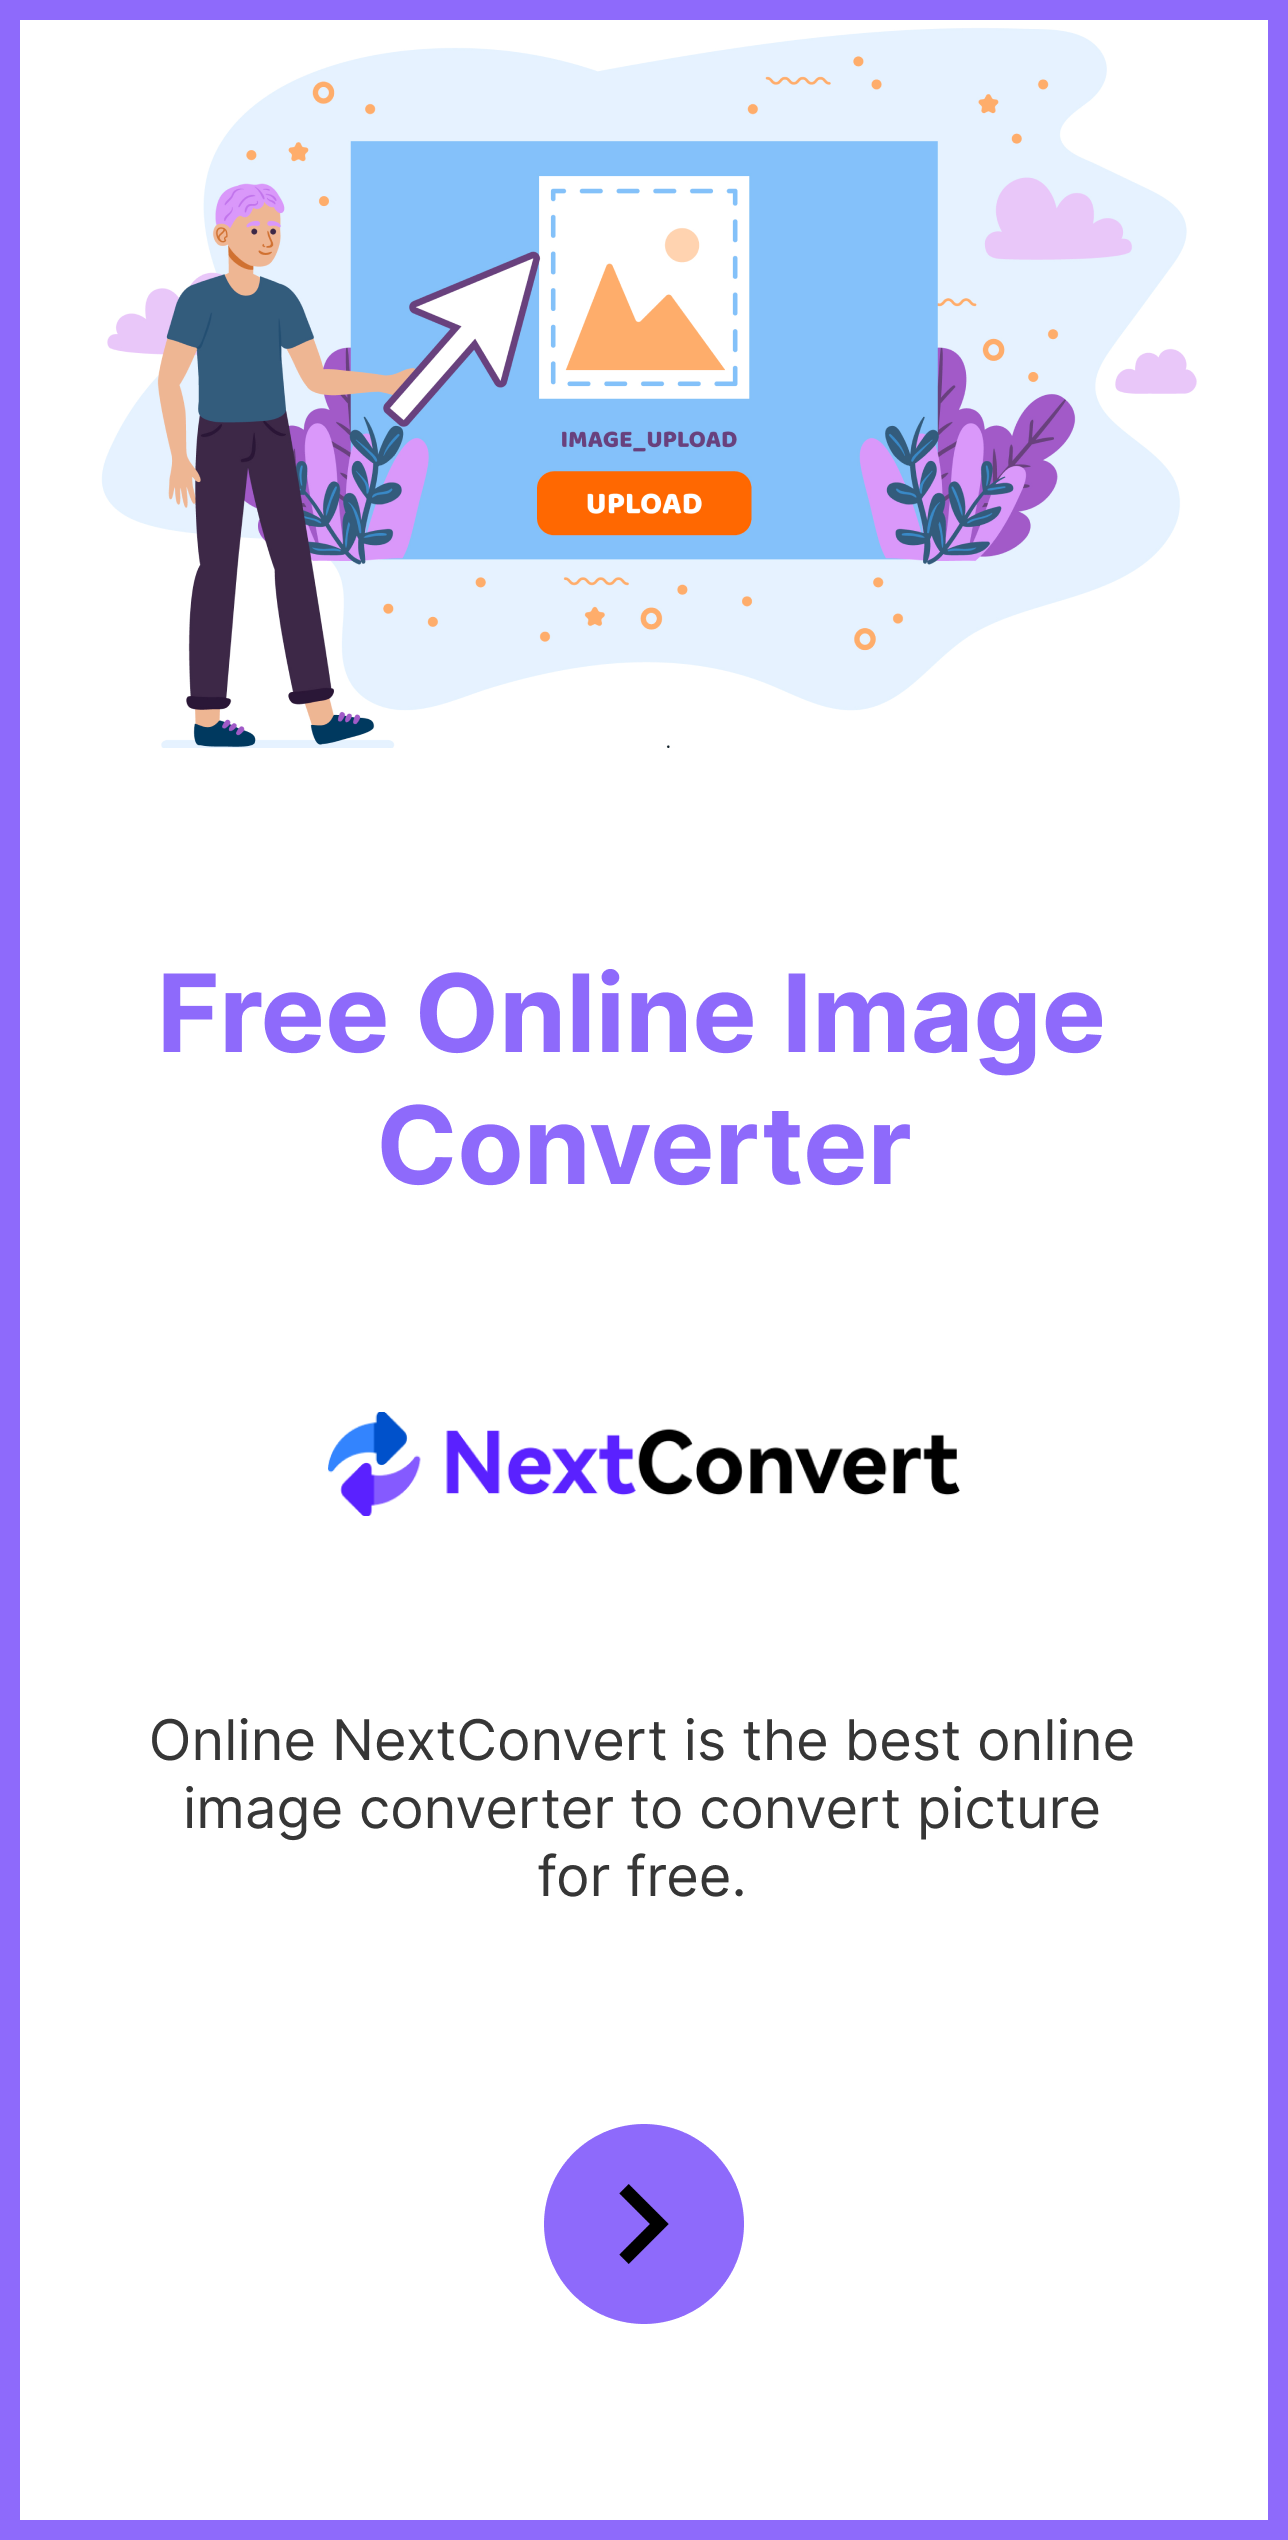 IMAGE_UPLOAD
UPLOAD
.
Free Online Image
Converter
NextConvert
Online NextConvert is the best online
image converter to convert picture
for free.